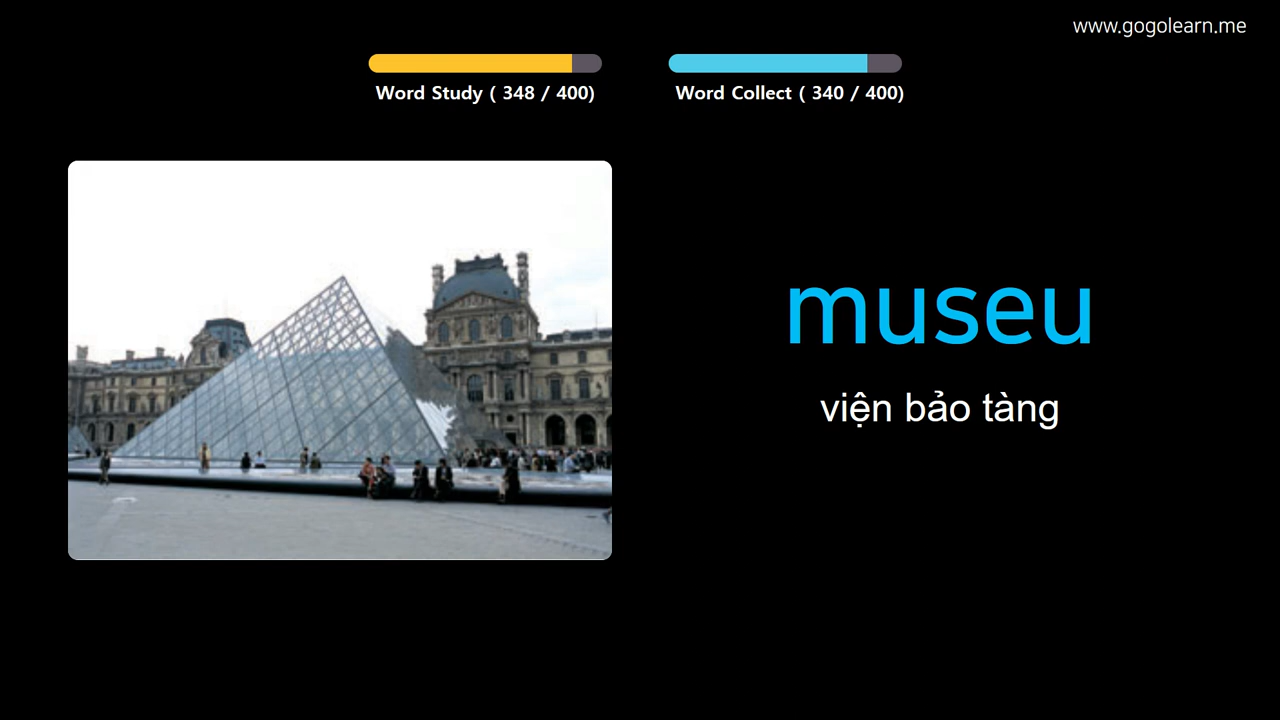 www.gogolearn.me
Word Study ( 348 / 400)
Word Collect ( 340 / 400)
museu
viện bảo tàng